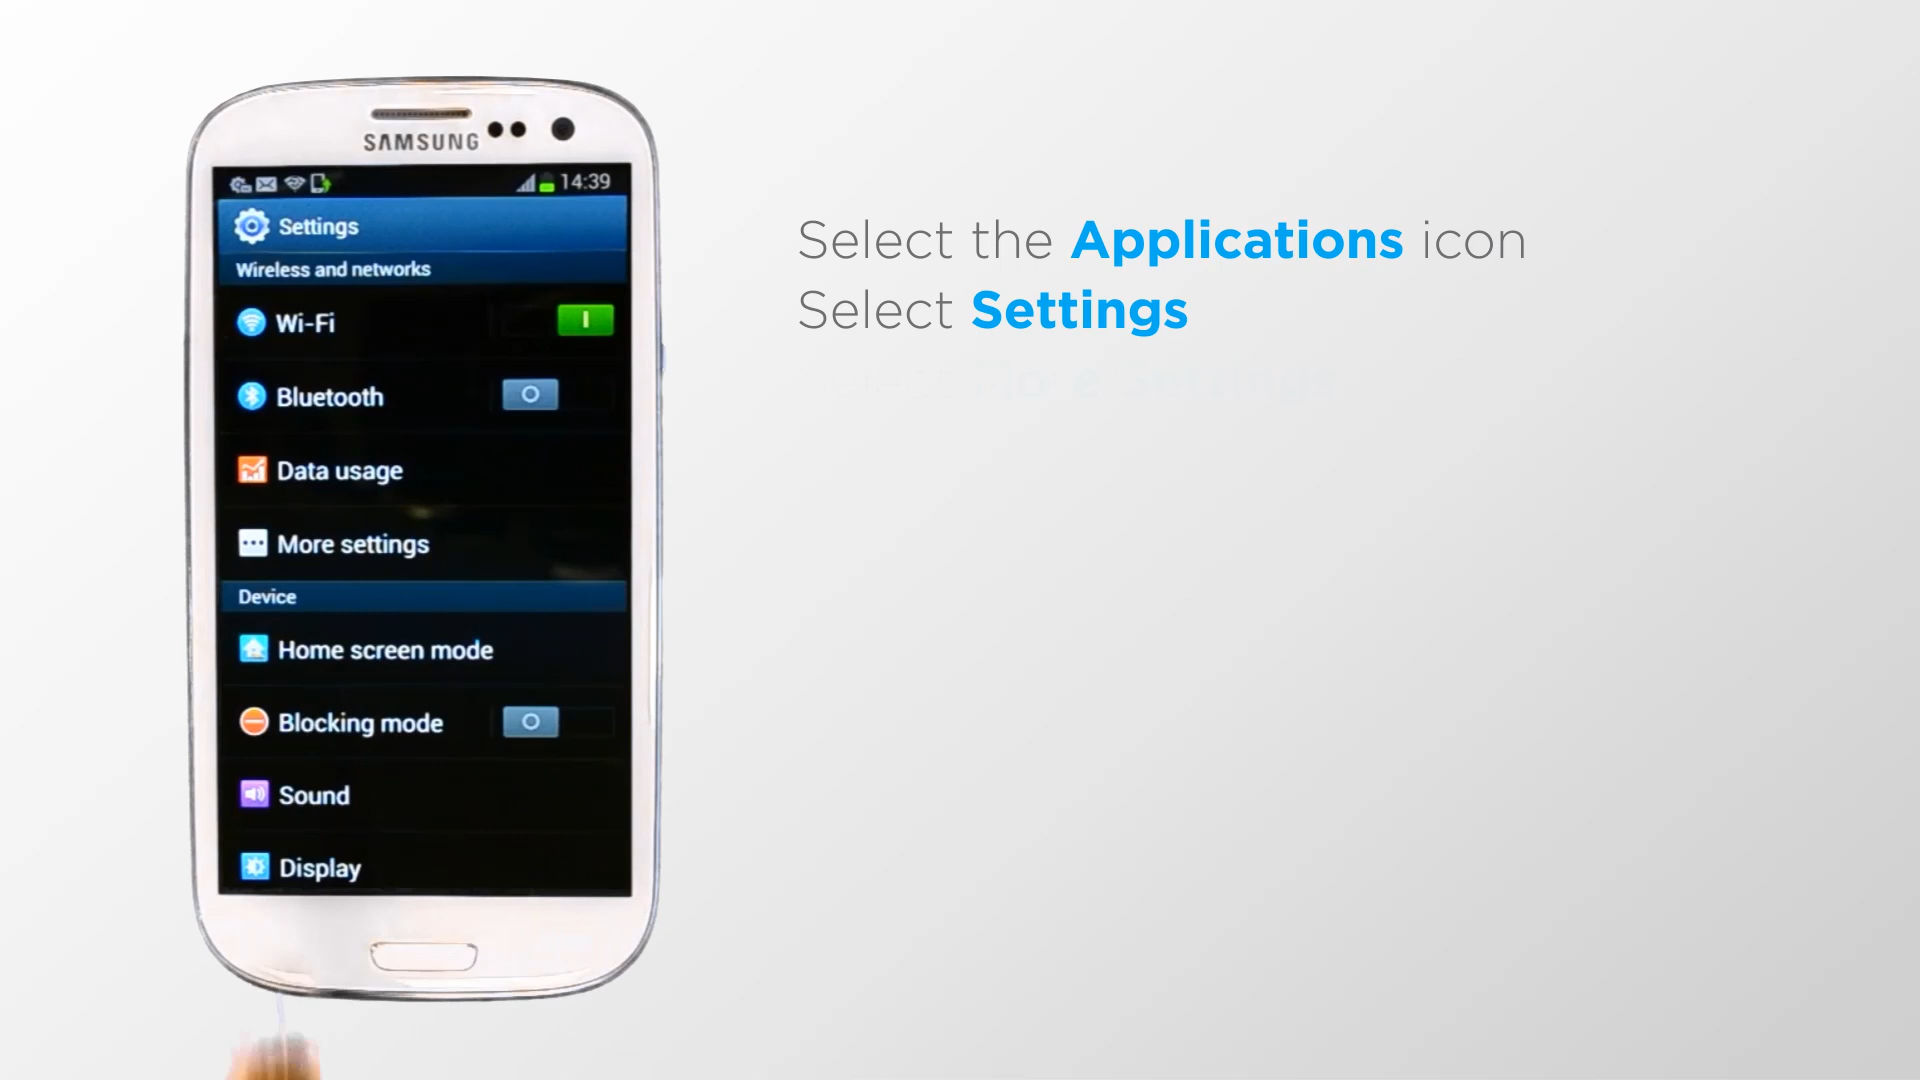 SAMSUNG
14:39
Settings
Wireless and networks
Wi-Fi
Bluetooth
Data usage
More settings
Device
Home screen mode
Blocking mode
Sound
Display
Select the Applications icon
Select Settings